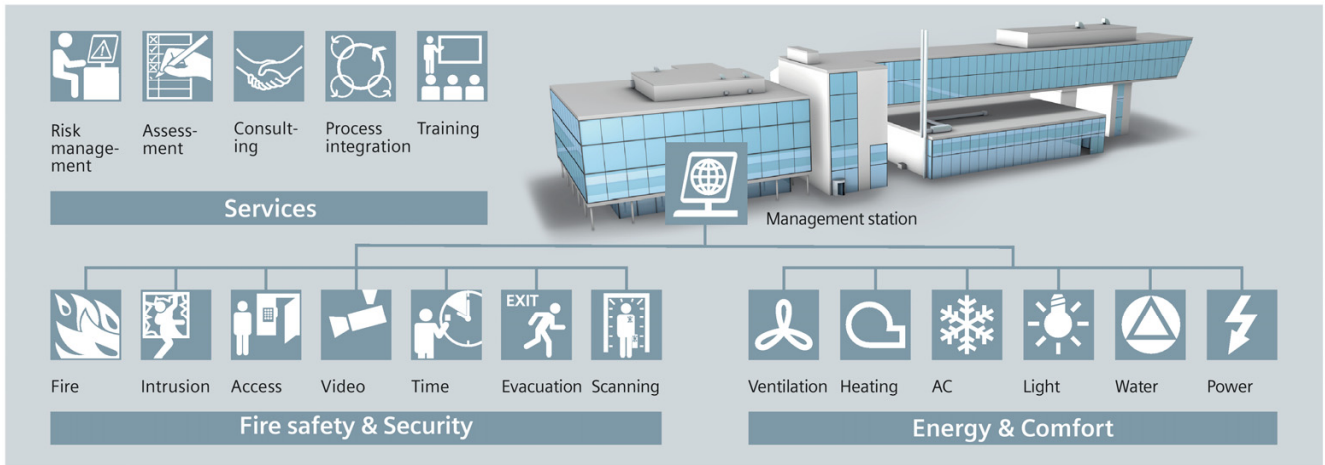 Risk
manage-
ment
Assess-
ment
Consult-
ing
Process
integration
Training
Services
Management station
EXIT
Fire
Intrusion
Access
Video
Time
Evacuation
Scanning
Fire safety & Security
Ventilation
Heating
AC
Light
Water
Power
Energy & Comfort